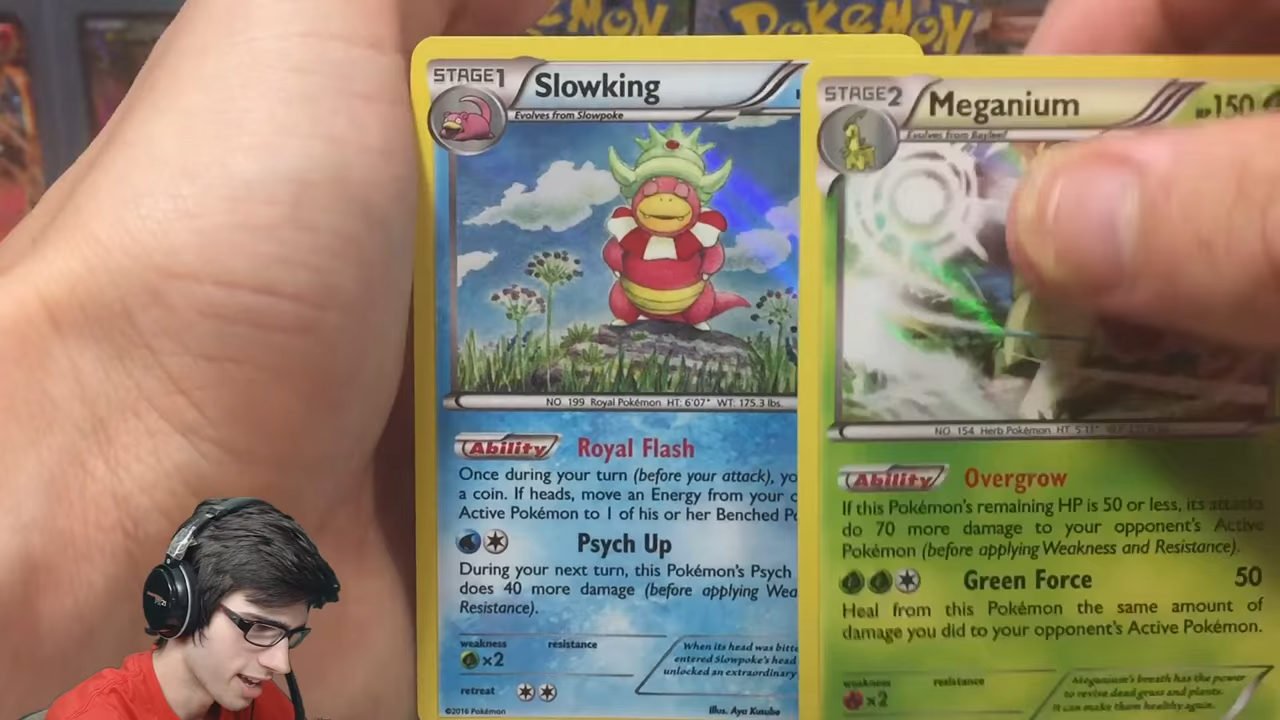 POKEMON
STAGE1
Slowking
Evolves from Slowpoke
NO. 199 Royal Pokémon HT: 6'07" WT: 175.3 lbs.
Ability Royal Flash
Once during your turn (before your attack),
a coin. If heads, move an Energy from your
Active Pokémon to 1 of his or her Benched
Psych Up
During your next turn, this Pokémon's Psych
does 40 more damage (before applying
Resistance).
weakness
resistance
×2
retreat
When its head was
entered Slowpoke's head
unlocked an extraordinary
©2016 Pokémon
Illus. Aya Kusube
STAGE2
Meganium
HP150
Evolves from Bayleef
NO. 154 Herb Pokémon HT: 5'11"
Ability Overgrow
If this Pokémon's remaining HP is 50 or less, its attacks
do 70 more damage to your opponent's Active
Pokémon (before applying Weakness and Resistance).
Green Force 50
Heal from this Pokémon the same amount of
damage you did to your opponent's Active Pokémon.
weakness
resistance
×2
Meganium's breath has the power
to revive dead grass and plants.
It can make them healthy again.